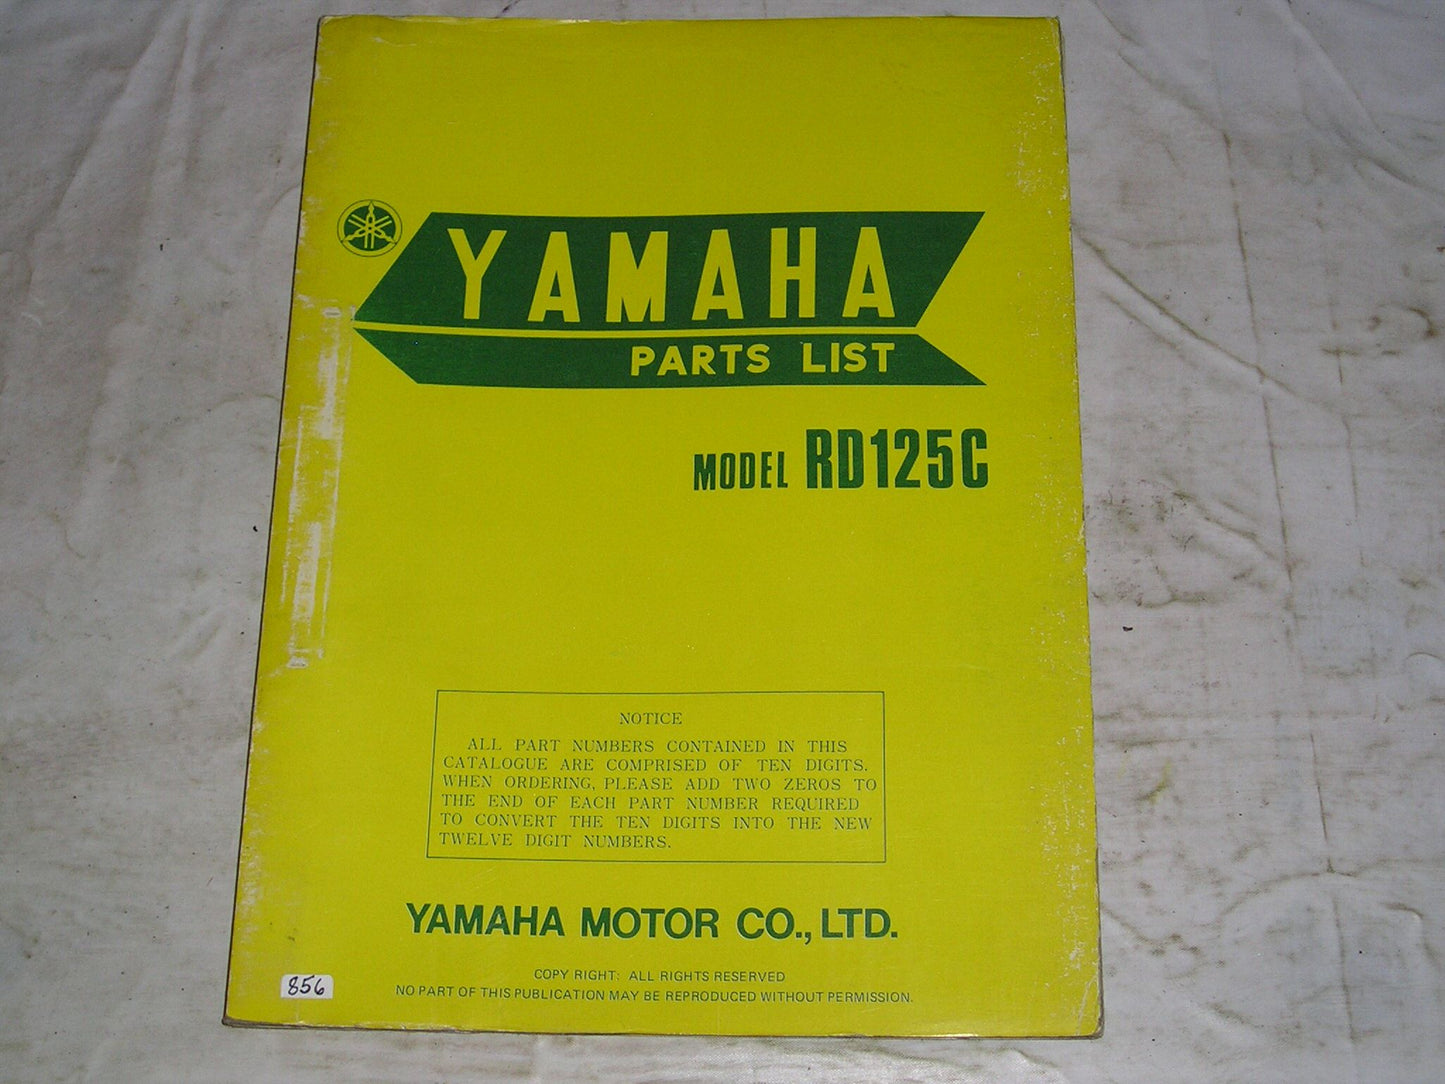 YAMAHA
PARTS LIST
MODEL RD125C
NOTICE
ALL PART NUMBERS CONTAINED IN THIS
CATALOGUE ARE COMPRISED OF TEN DIGITS.
WHEN ORDERING, PLEASE ADD TWO ZEROS TO
THE END OF EACH PART NUMBER REQUIRED
TO CONVERT THE TEN DIGITS INTO THE NEW
TWELVE DIGIT NUMBERS.
YAMAHA MOTOR CO., LTD.
COPY RIGHT: ALL RIGHTS RESERVED
NO PART OF THIS PUBLICATION MAY BE REPRODUCED WITHOUT PERMISSION.
856